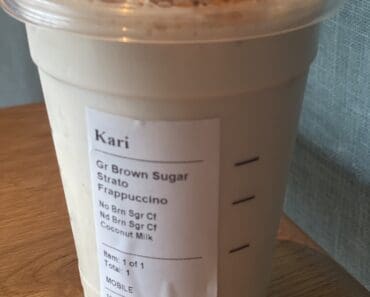 Kari
Gr Brown Sugar
Strato
Frappuccino
No Brn Sgr Cf
Nd Brn Sgr Cf
Coconut Milk
Item: 1 of 1
Total: 1
MOBILE